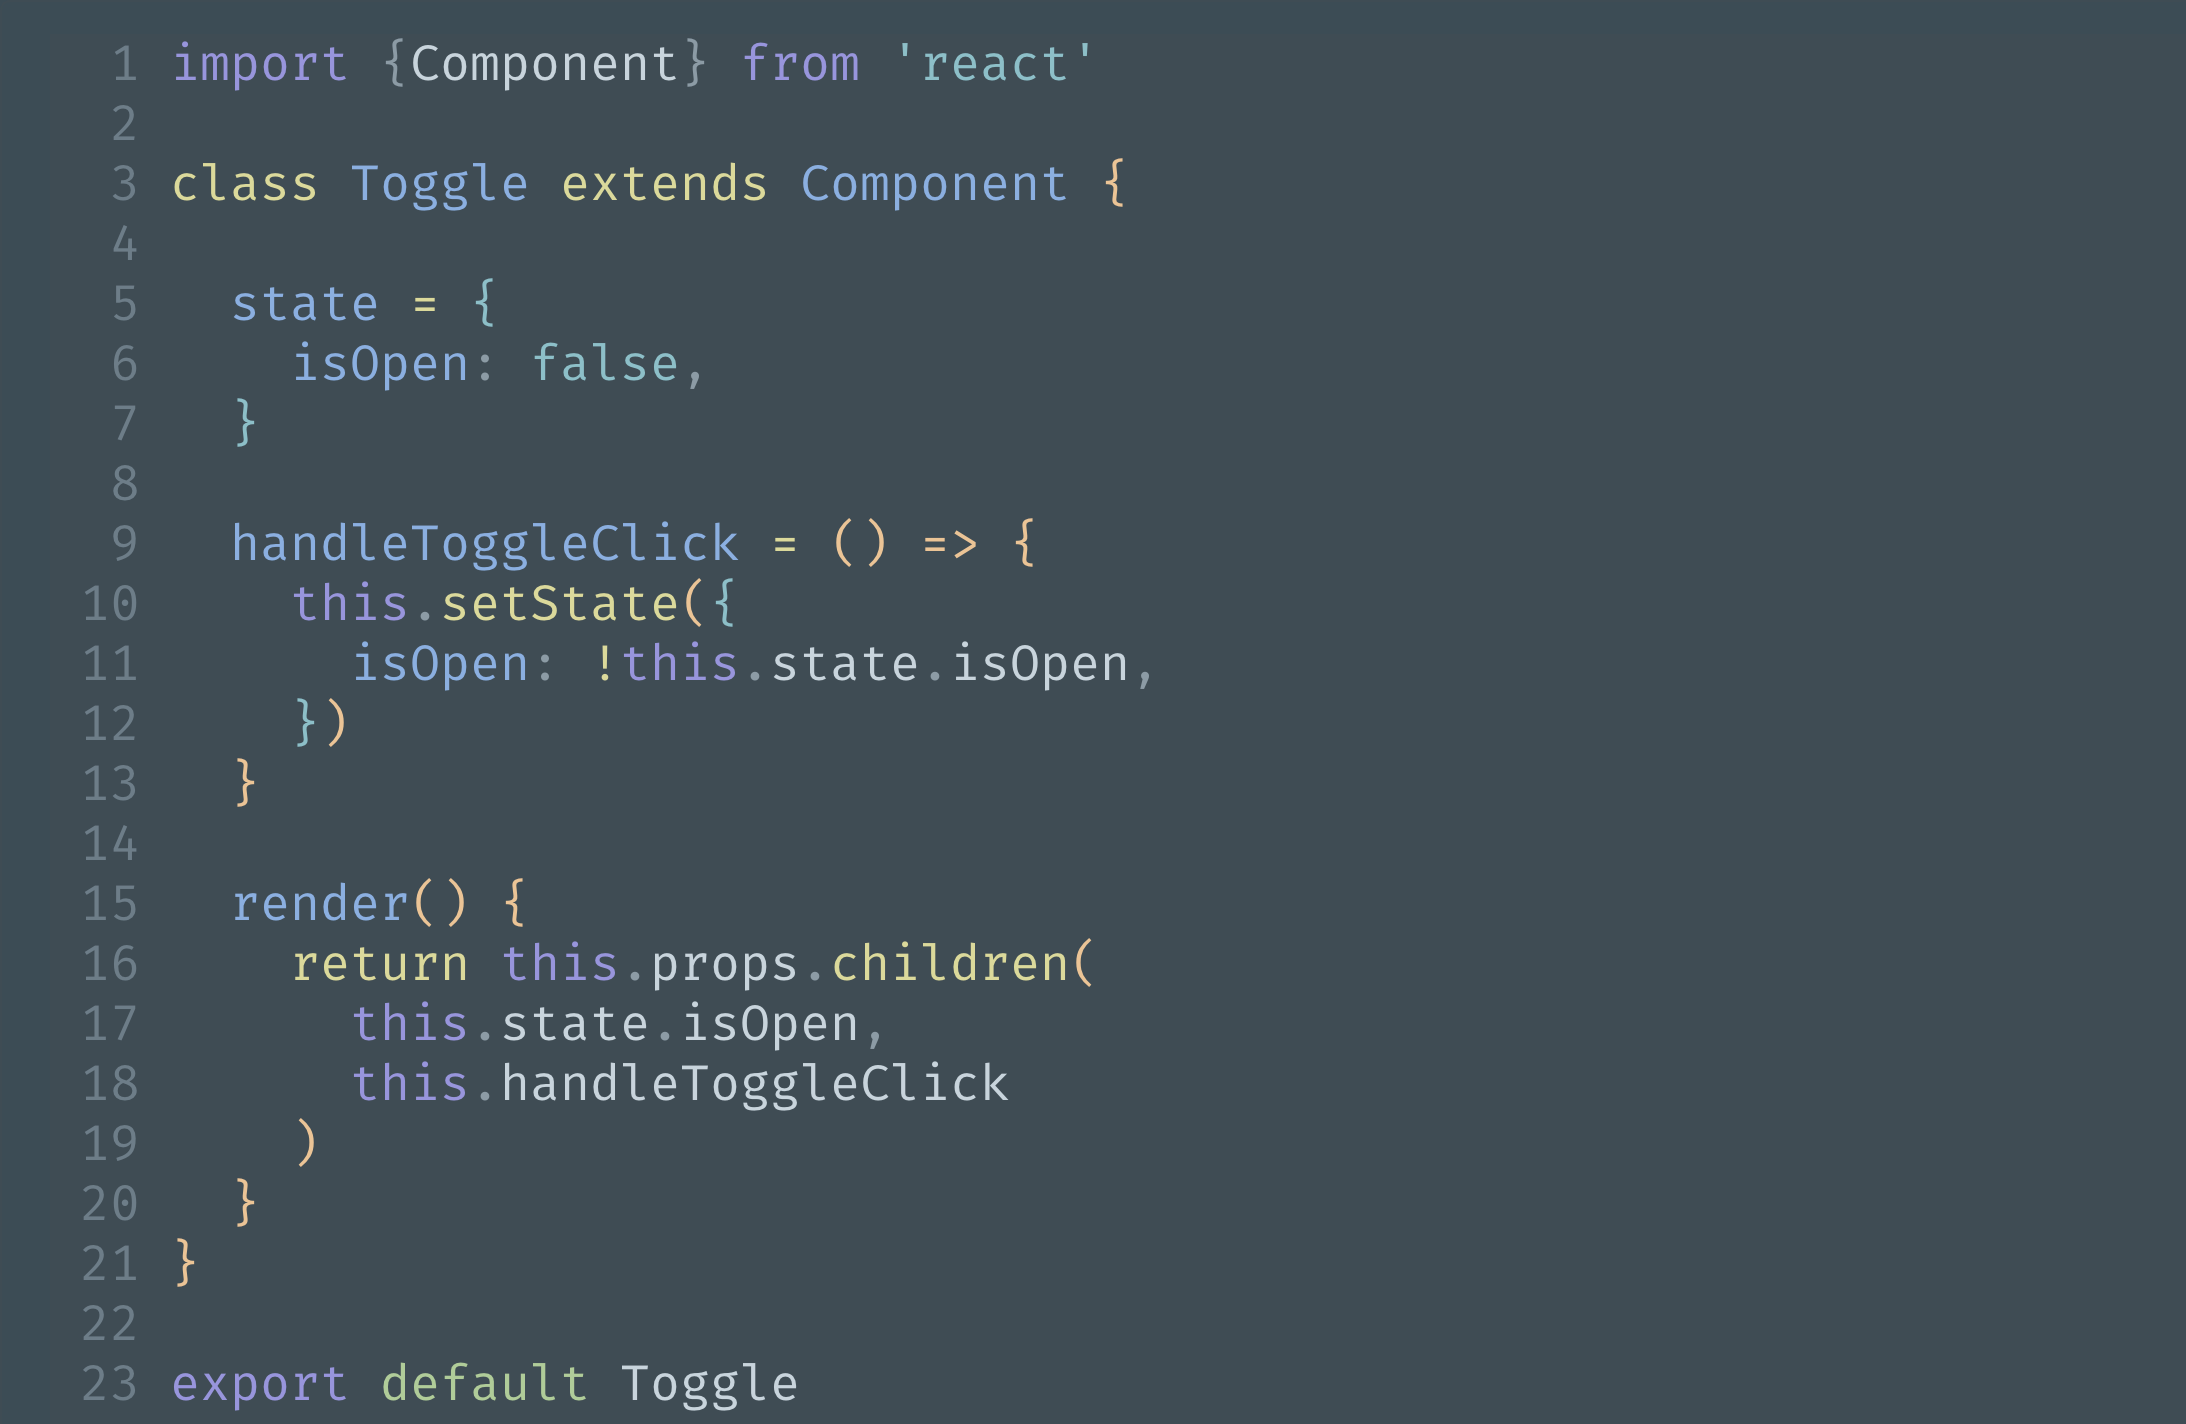 1 import {Component} from 'react'
2
3 class Toggle extends Component {
4
5   state = {
6     isOpen: false,
7   }
8
9   handleToggleClick = () => {
10     this.setState({
11       isOpen: !this.state.isOpen,
12     })
13   }
14
15   render() {
16     return this.props.children(
17       this.state.isOpen,
18       this.handleToggleClick
19     )
20   }
21 }
22
23 export default Toggle